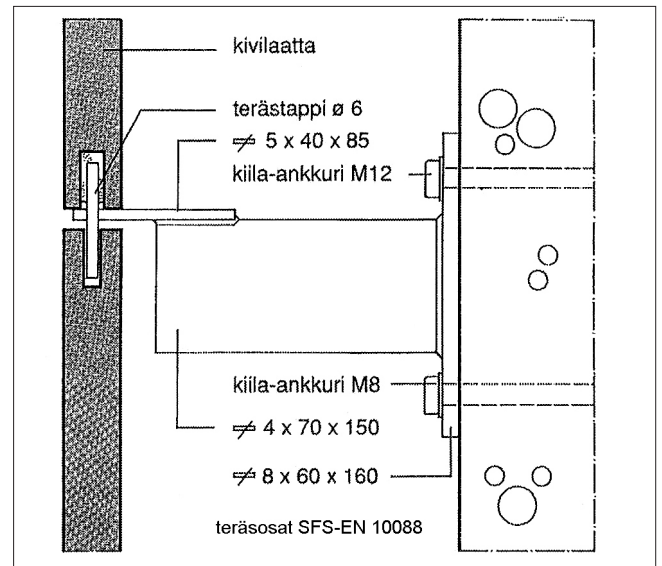 kivilaatta
terästappi ø 6
5 x 40 x 85
kiila-ankkuri M12
kiila-ankkuri M8
4 x 70 x 150
8 x 60 x 160
teräsosat SFS-EN 10088